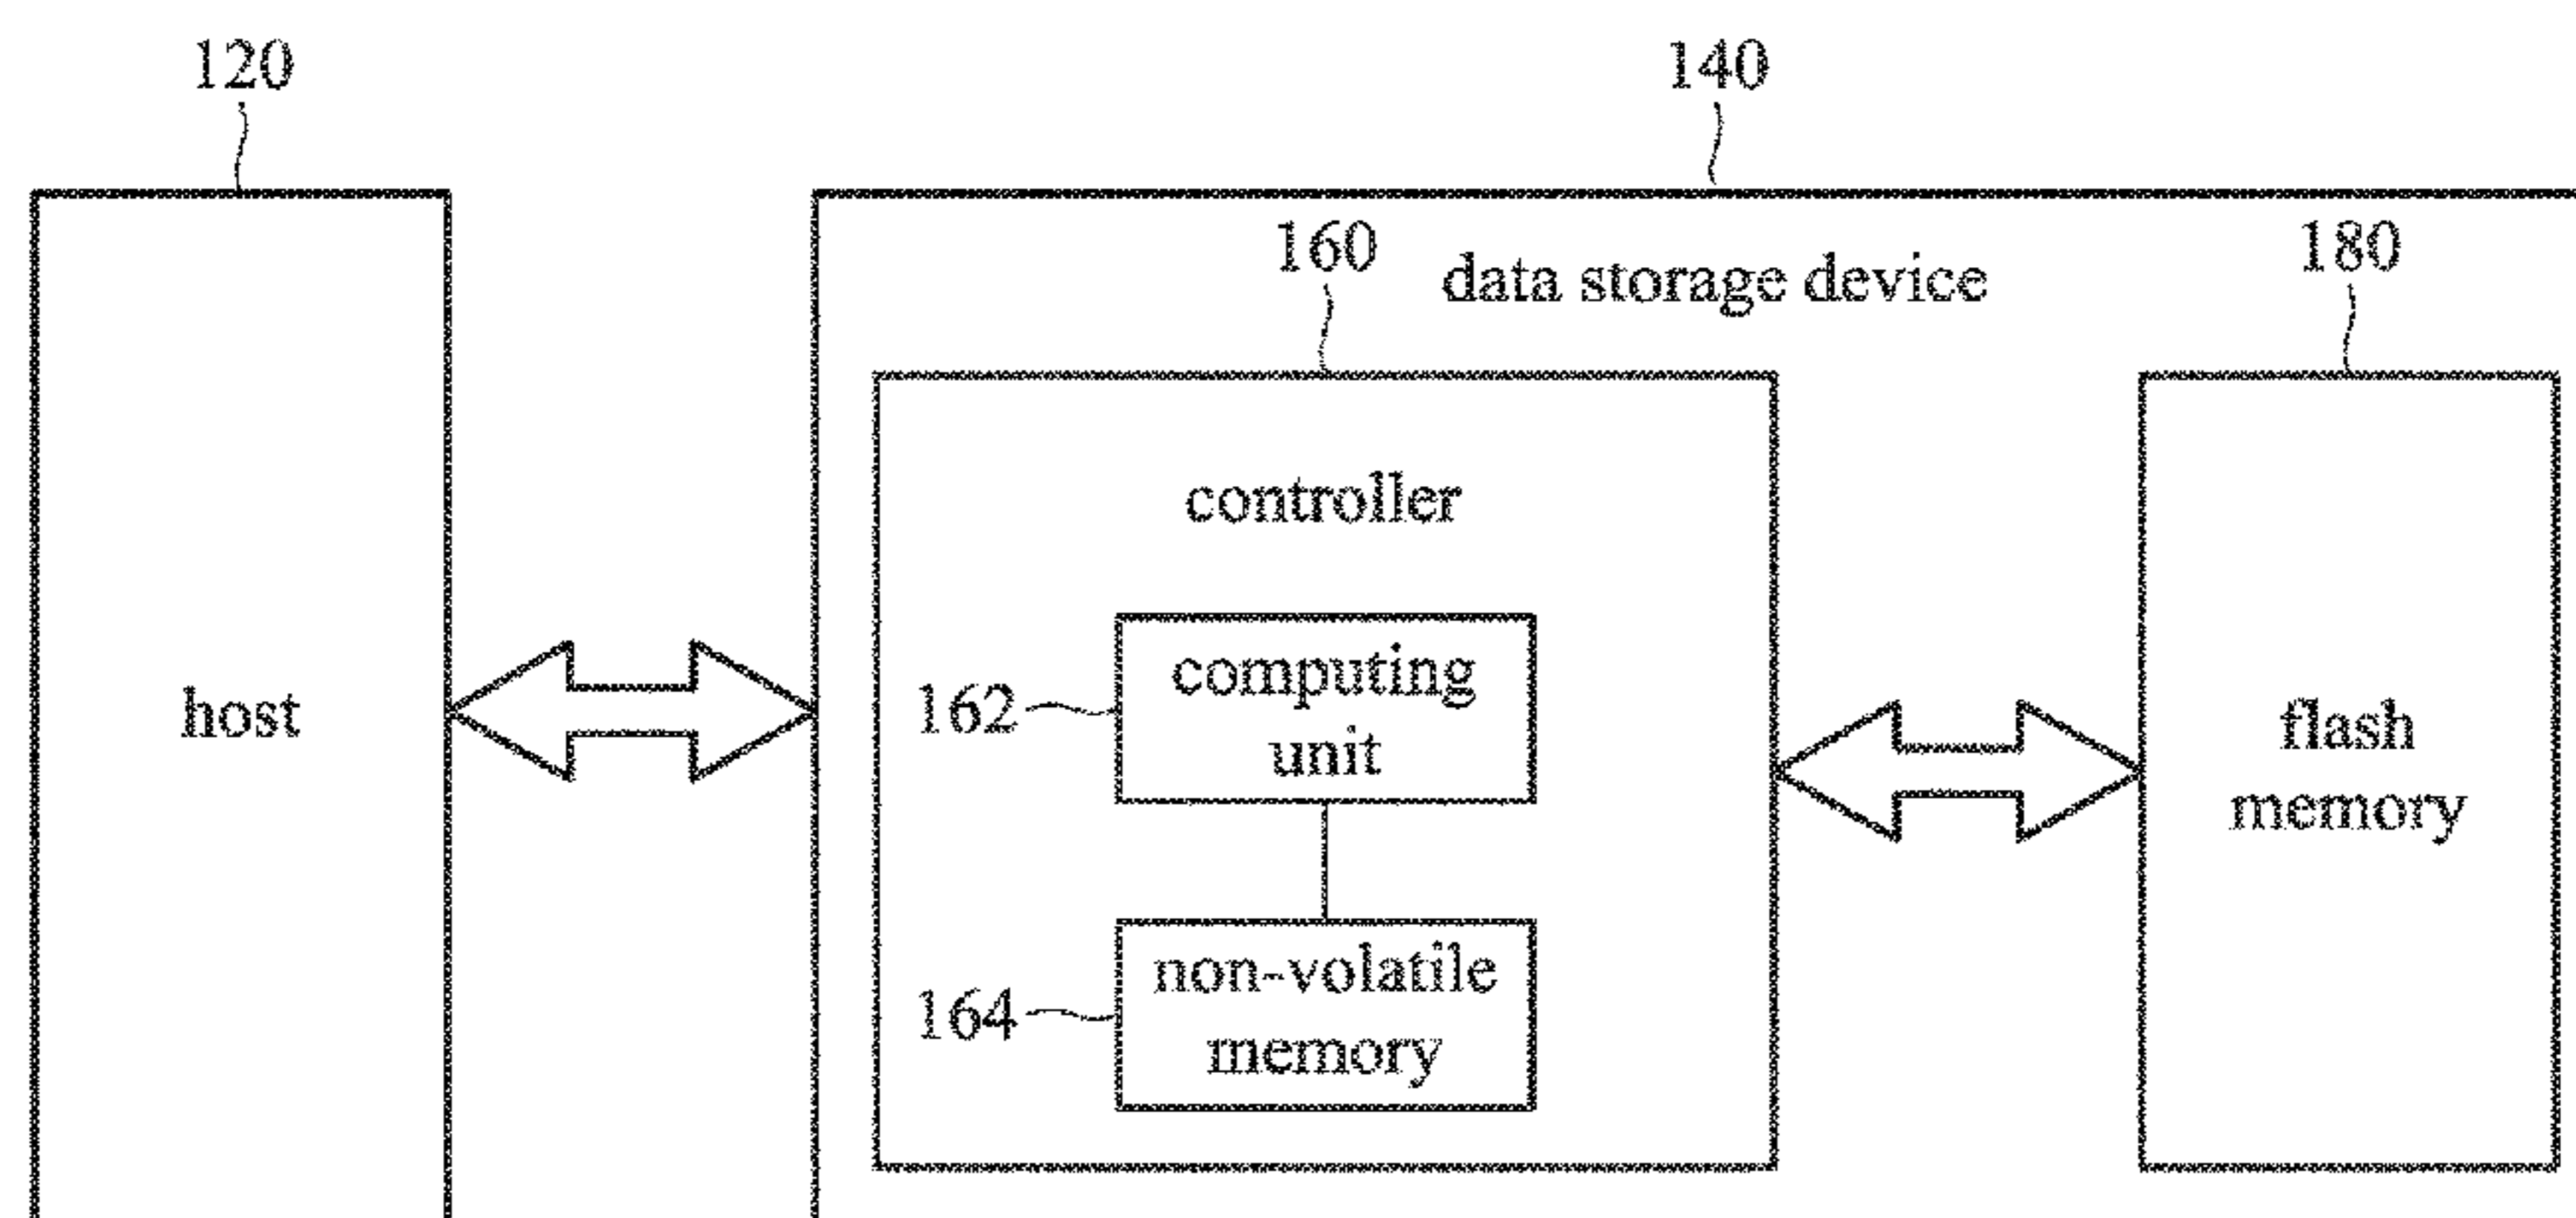 120
140
160
data storage device
180
controller
host
162
computing
unit
flash
memory
164
non-volatile
memory